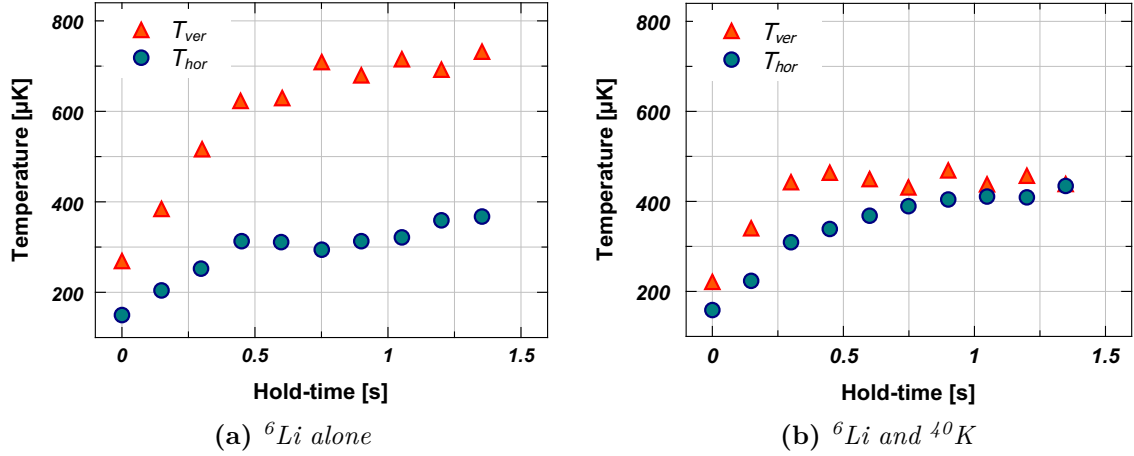 800
600
400
200
Temperature [µK]
T_ver
T_hor
0
0.5
1
1.5
Hold-time [s]
(a) ⁶Li alone
800
600
400
200
Temperature [µK]
T_ver
T_hor
0
0.5
1
1.5
Hold-time [s]
(b) ⁶Li and ⁴⁰K